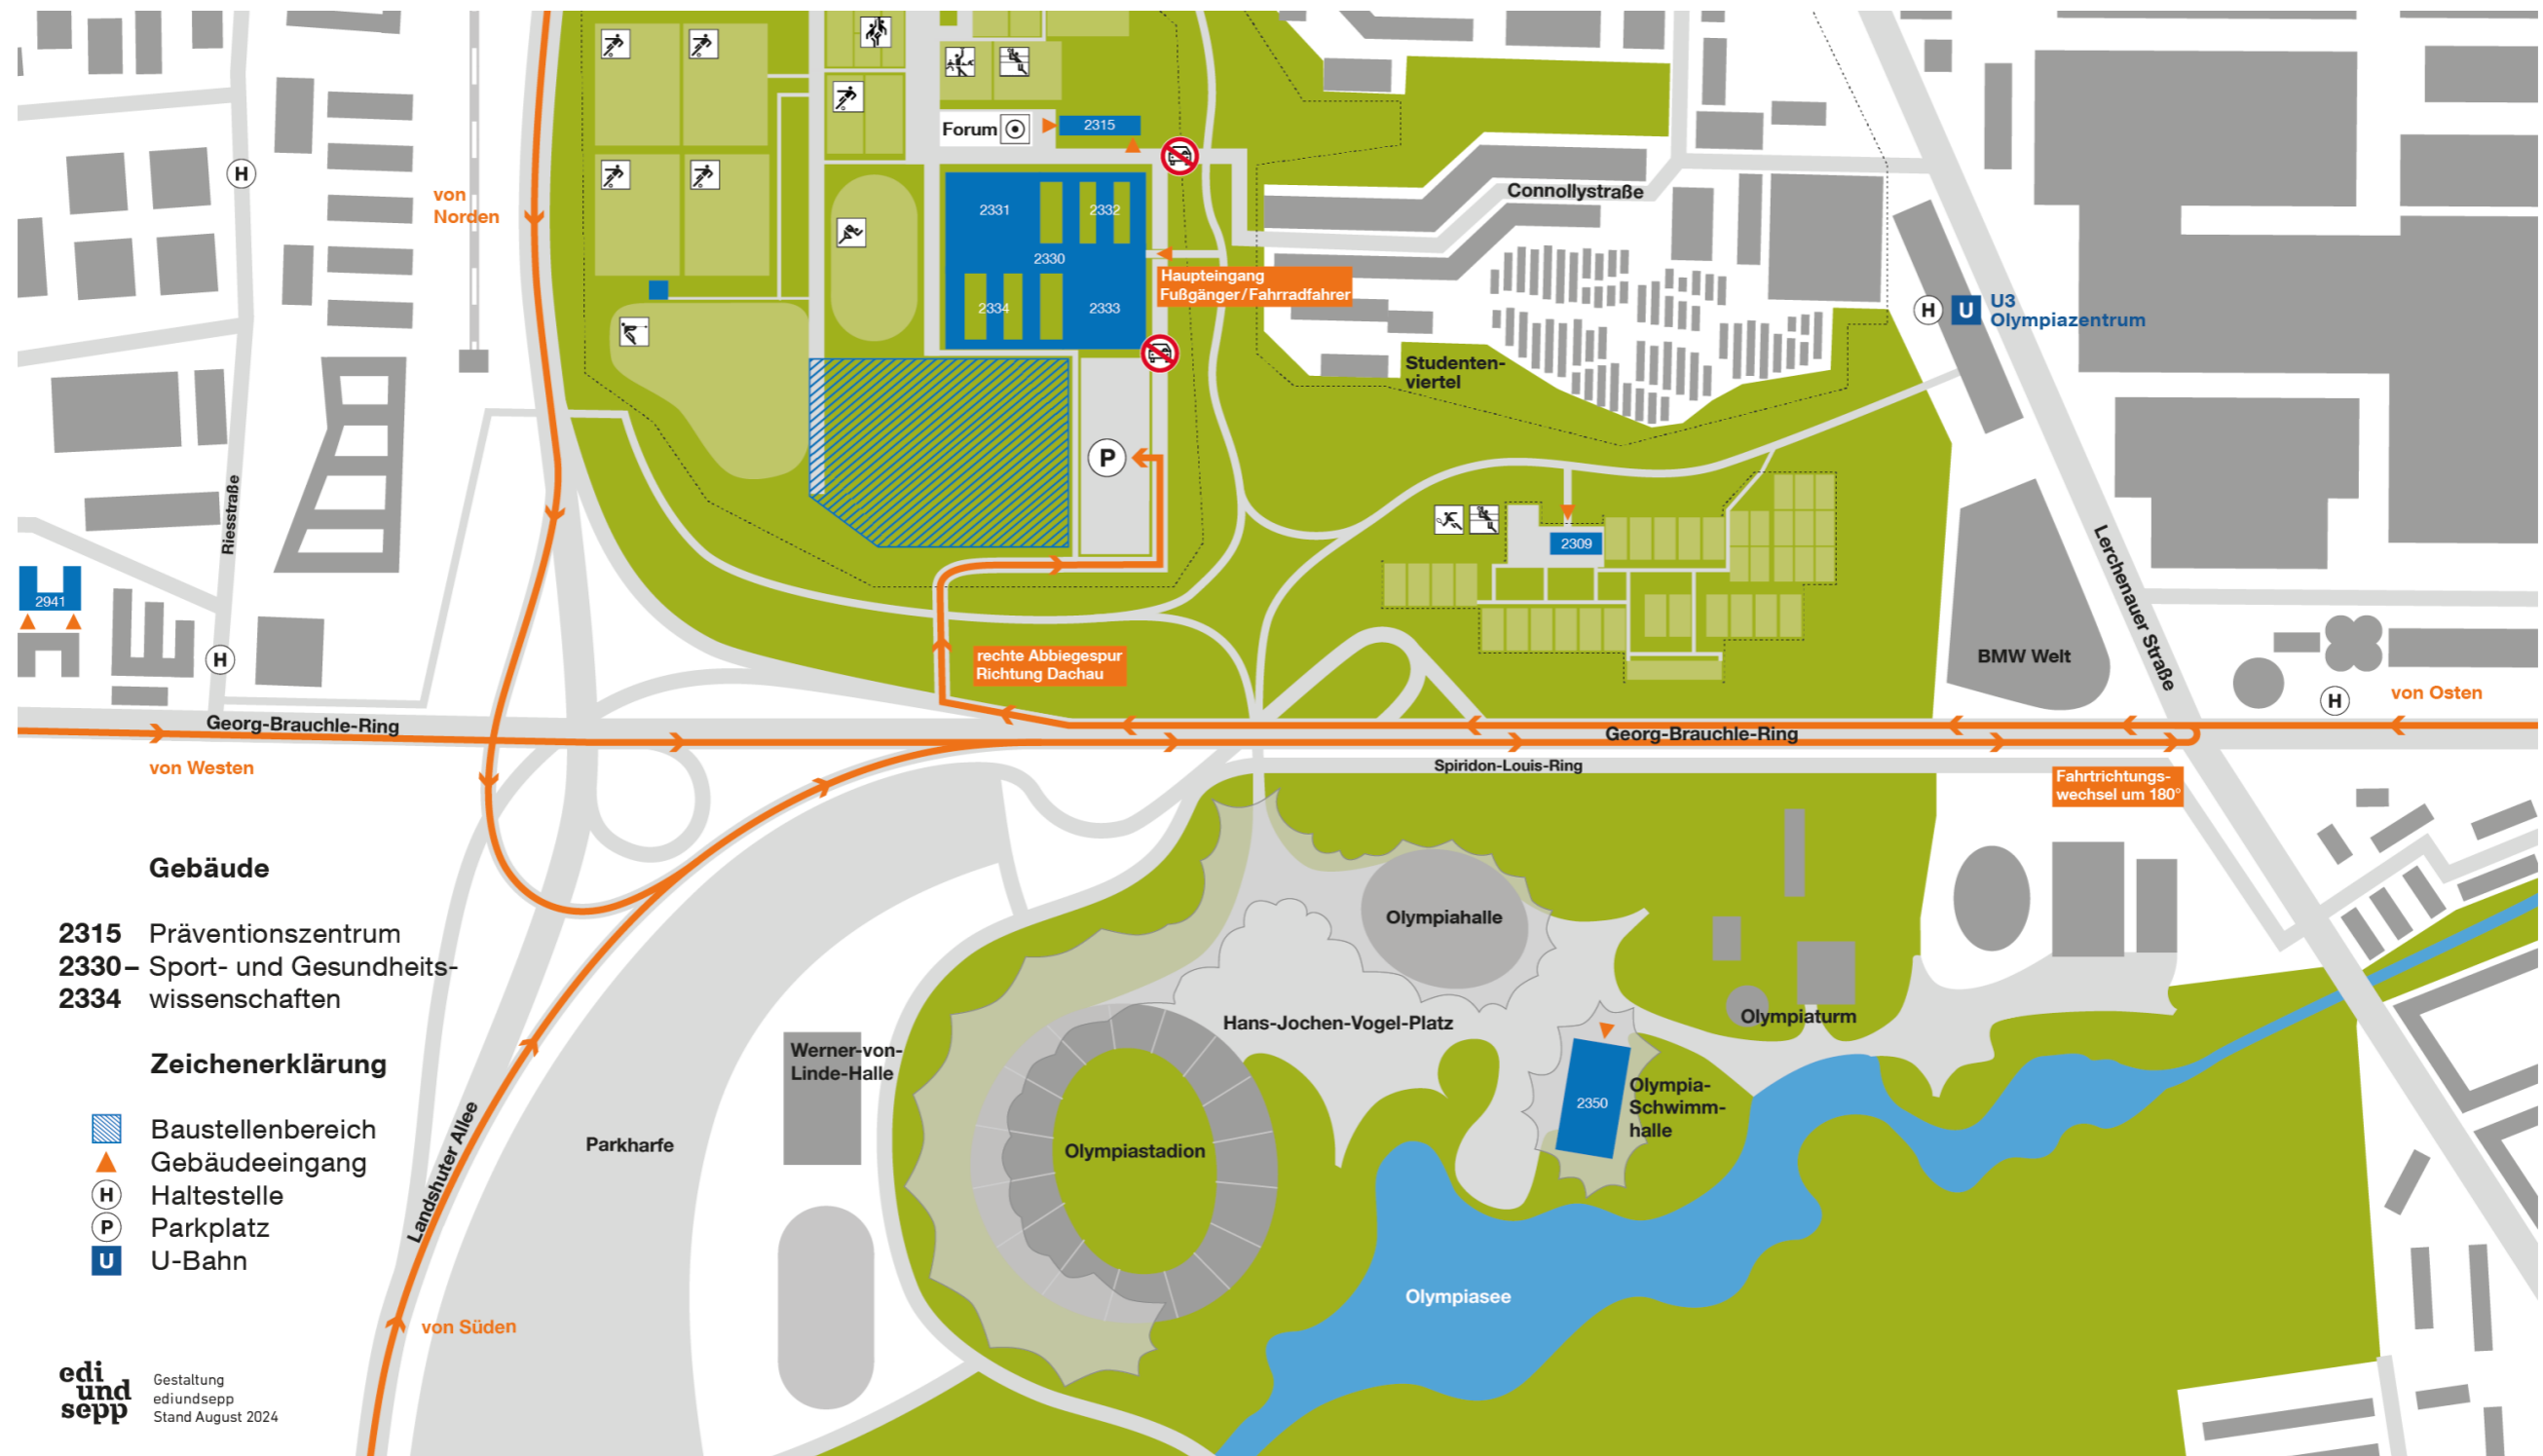 Forum
2315
von
Norden
H
Connollystraße
2331
2332
2330
2334
2333
Haupteingang
Fußgänger/Fahrradfahrer
H
U
U3
Olympiazentrum
Studenten-
viertel
P
Riesstraße
2309
Lerchenauer Straße
2941
H
rechte Abbiegespur
Richtung Dachau
BMW Welt
von Osten
H
Georg-Brauchle-Ring
Georg-Brauchle-Ring
von Westen
Spiridon-Louis-Ring
Fahrtrichtungs-
wechsel um 180°
Gebäude
2315 Präventionszentrum
2330– Sport- und Gesundheits-
2334 wissenschaften
Zeichenerklärung
Baustellenbereich
Gebäudeeingang
H Haltestelle
P Parkplatz
U U-Bahn
Landshuter Allee
von Süden
Parkharfe
Werner-von-
Linde-Halle
Olympiahalle
Hans-Jochen-Vogel-Platz
Olympiaturm
Olympiastadion
2350
Olympia-
Schwimm-
halle
Olympiasee
edi
und
sepp
Gestaltung
ediundsepp
Stand August 2024